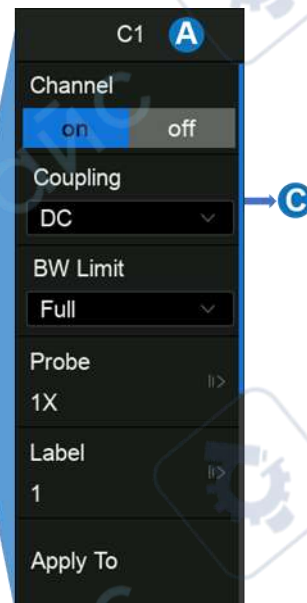 C1 A
Channel
on off
Coupling
DC
C
BW Limit
Full
Probe
1X
Label
1
Apply To